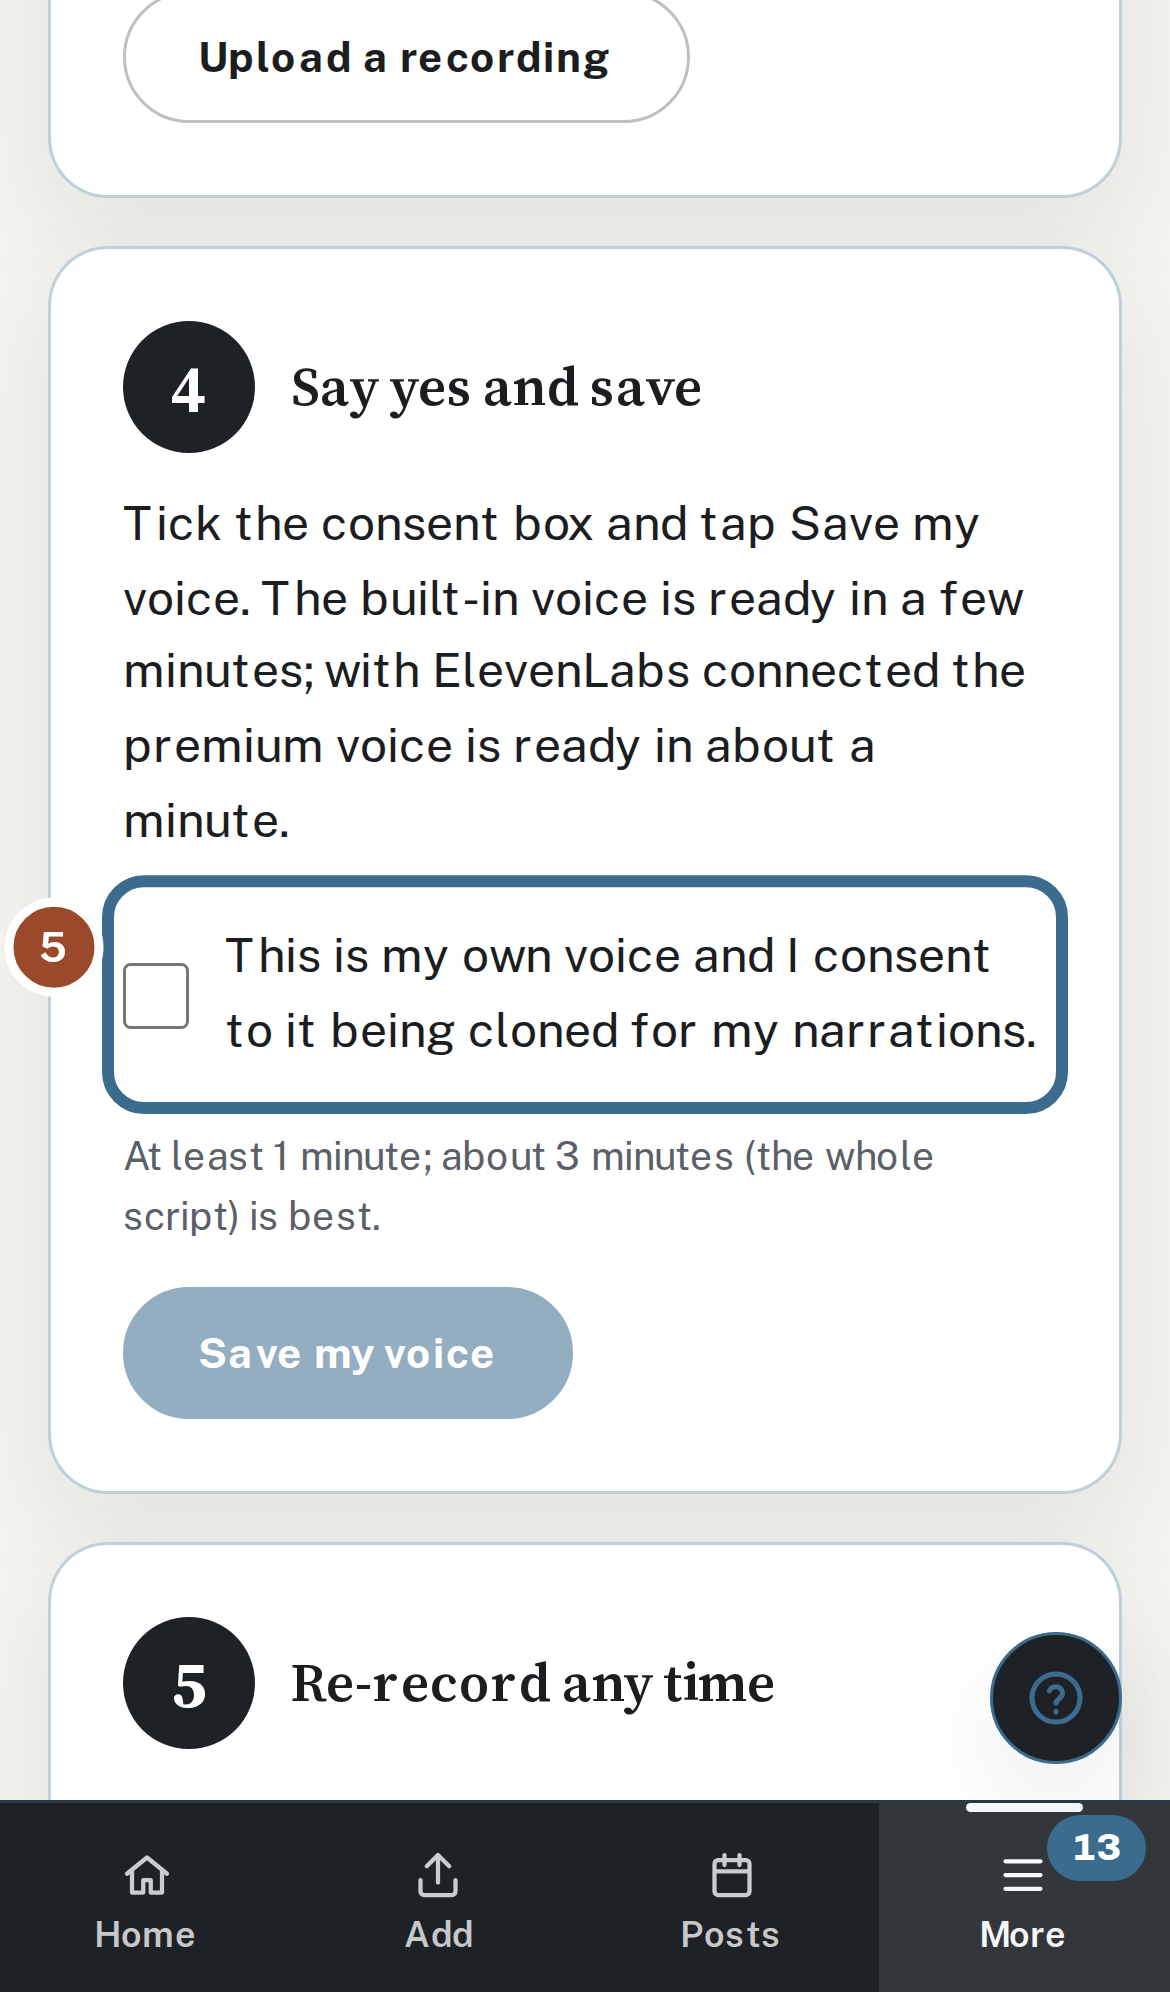 Upload a recording
4
Say yes and save
Tick the consent box and tap Save my
voice. The built-in voice is ready in a few
minutes; with ElevenLabs connected the
premium voice is ready in about a
minute.
5
This is my own voice and I consent
to it being cloned for my narrations.
At least 1 minute; about 3 minutes (the whole
script) is best.
Save my voice
5
Re-record any time
13
Home
Add
Posts
More